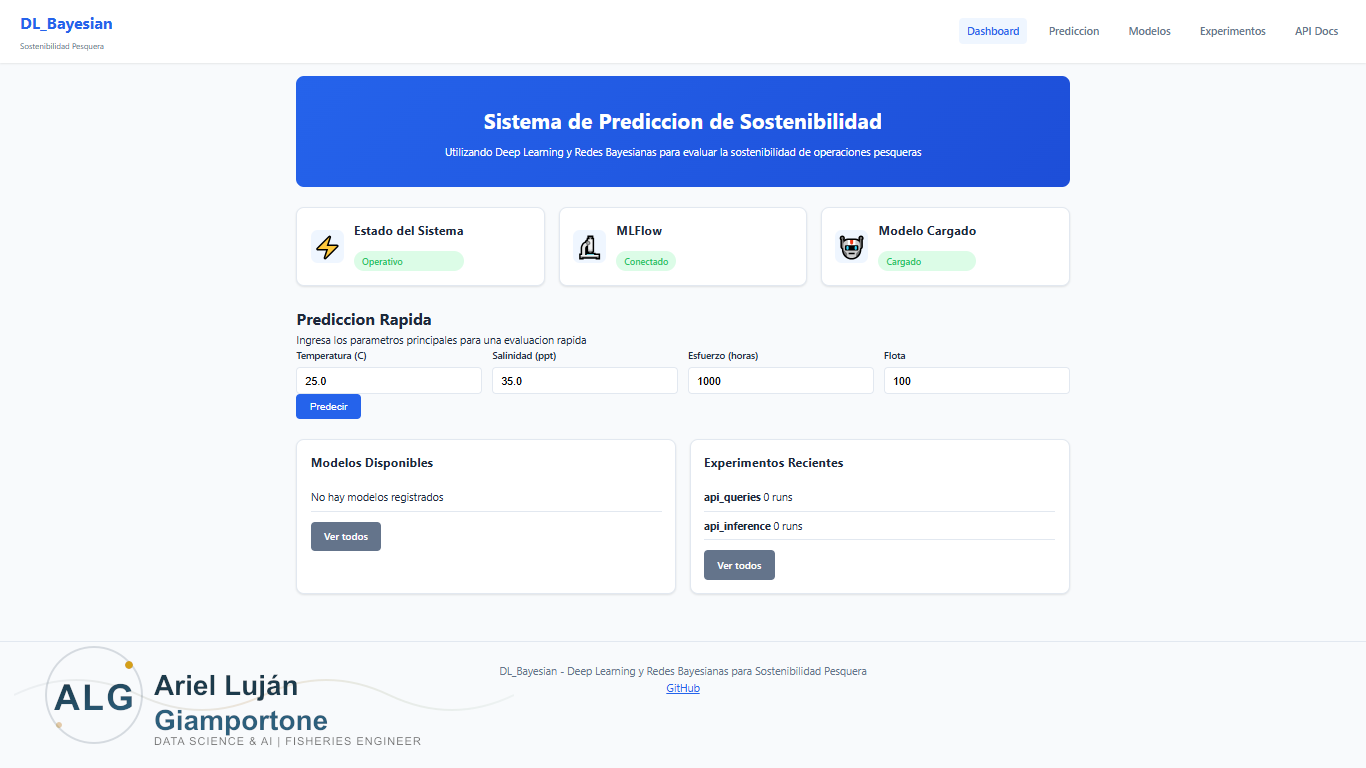 DL_Bayesian
Sostenibilidad Pesquera
Dashboard
Prediccion
Modelos
Experimentos
API Docs
Sistema de Prediccion de Sostenibilidad
Utilizando Deep Learning y Redes Bayesianas para evaluar la sostenibilidad de operaciones pesqueras
Estado del Sistema
Operativo
MLFlow
Conectado
Modelo Cargado
Cargado
Prediccion Rapida
Ingresa los parametros principales para una evaluacion rapida
Temperatura (C)
25.0
Salinidad (ppt)
35.0
Esfuerzo (horas)
1000
Flota
100
Predecir
Modelos Disponibles
No hay modelos registrados
Ver todos
Experimentos Recientes
api_queries 0 runs
api_inference 0 runs
Ver todos
ALG
Ariel Luján
Giamportone
DATA SCIENCE & AI | FISHERIES ENGINEER
DL_Bayesian - Deep Learning y Redes Bayesianas para Sostenibilidad Pesquera
GitHub